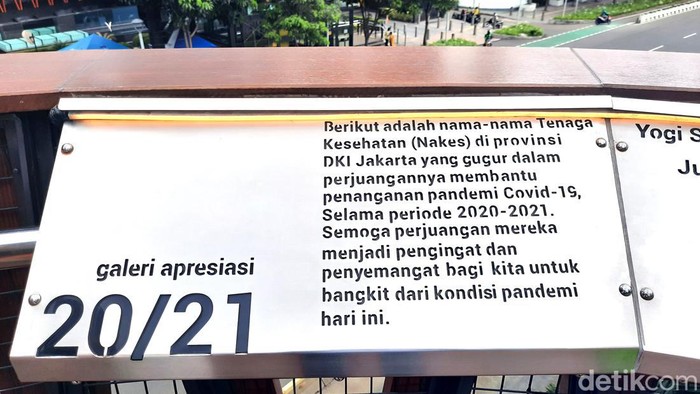 Berikut adalah nama-nama Tenaga
Kesehatan (Nakes) di provinsi
DKI Jakarta yang gugur dalam
perjuangannya membantu
penanganan pandemi Covid-19,
Selama periode 2020-2021.
Semoga perjuangan mereka
menjadi pengingat dan
penyemangat bagi kita untuk
bangkit dari kondisi pandemi
hari ini.
galeri apresiasi
20/21
Yogi S
Ju
detikcom